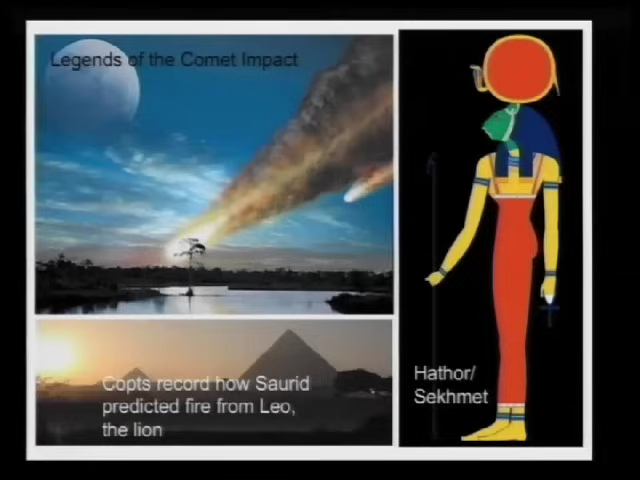 Legends of the Comet Impact
Copts record how Saurid
predicted fire from Leo,
the lion
Hathor/
Sekhmet